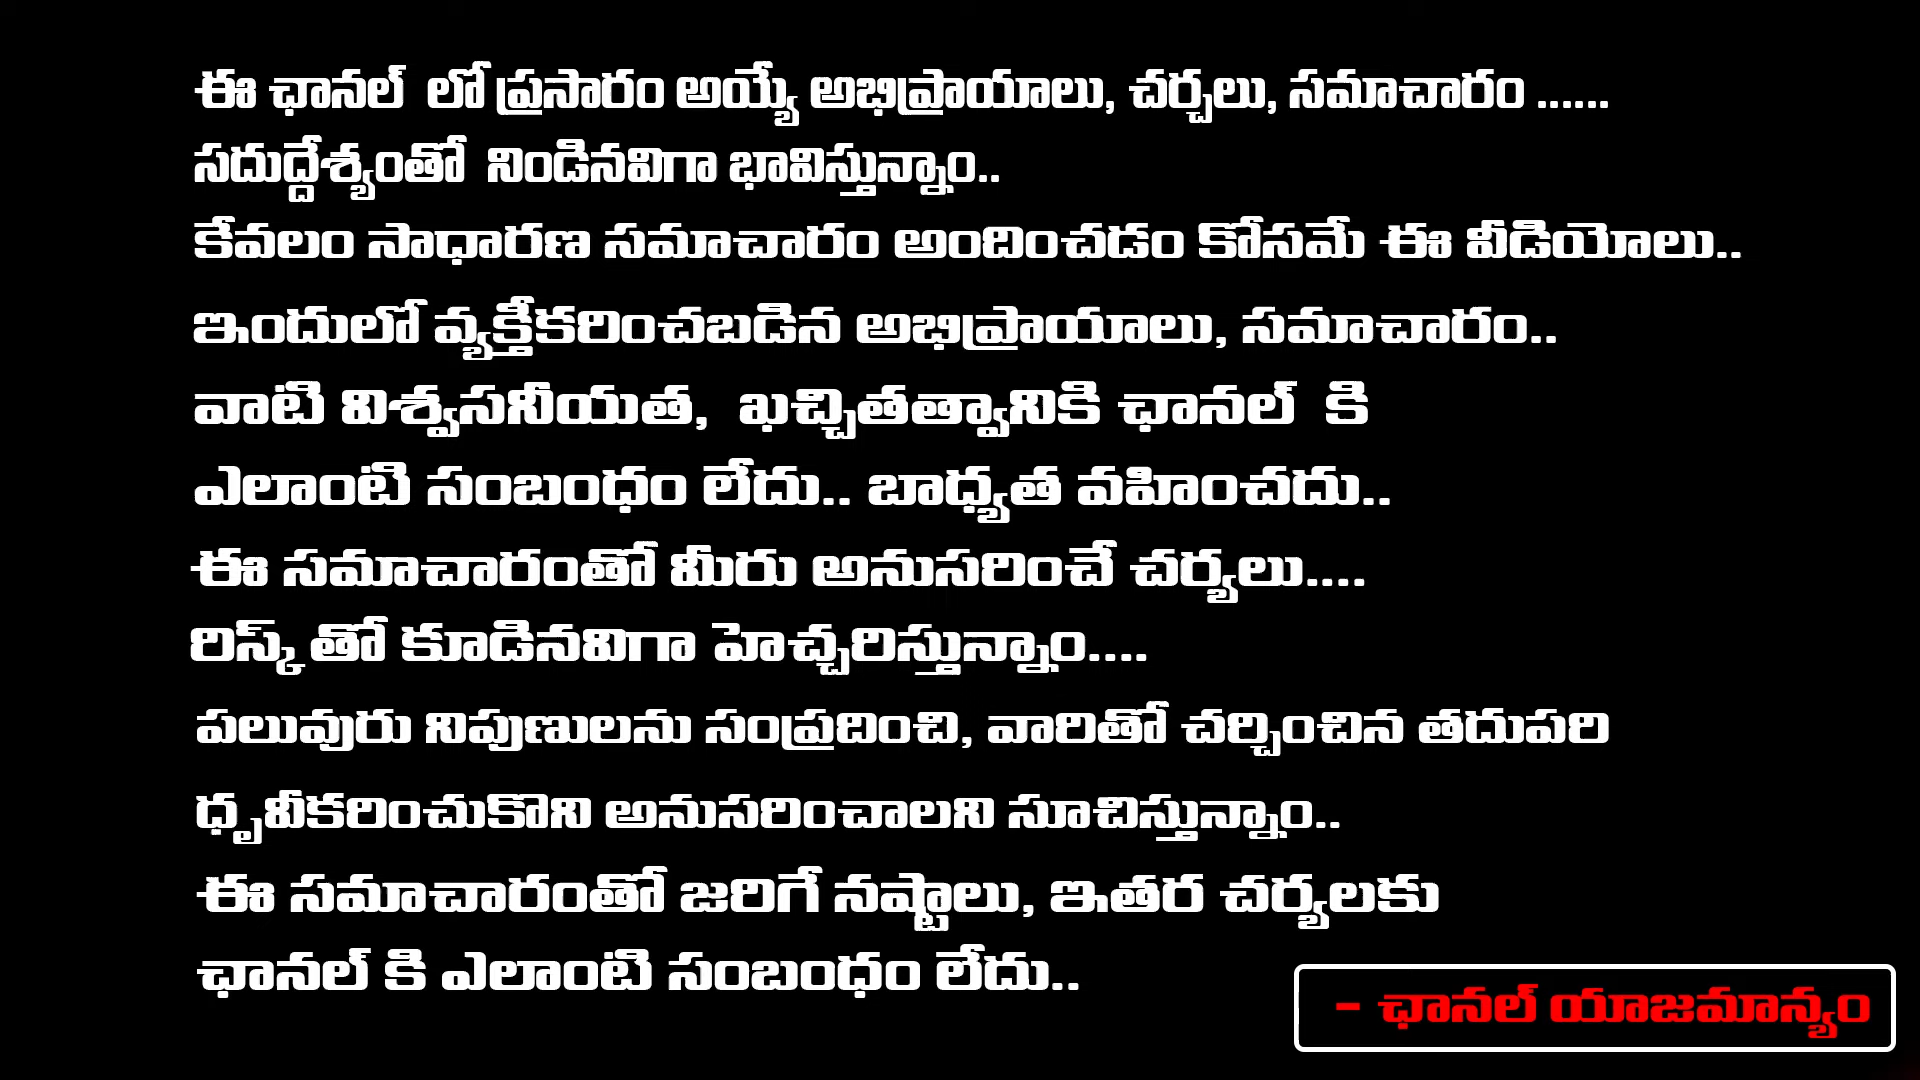 ఈ ఛానల్ లో ప్రసారం అయ్యే అభిప్రాయాలు, చర్చలు, సమాచారం ......
సదుద్దేశ్యంతో నిండినవిగా భావిస్తున్నాం..
కేవలం సాధారణ సమాచారం అందించడం కోసమే ఈ వీడియోలు..
ఇందులో వ్యక్తీకరించబడిన అభిప్రాయాలు, సమాచారం..
వాటి విశ్వసనీయత, ఖచ్చితత్వానికి ఛానల్ కి
ఎలాంటి సంబంధం లేదు.. బాధ్యత వహించదు..
ఈ సమాచారంతో మీరు అనుసరించే చర్యలు....
రిస్క్ తో కూడినవిగా హెచ్చరిస్తున్నాం....
పలువురు నిపుణులను సంప్రదించి, వారితో చర్చించిన తదుపరి
ధృవీకరించుకొని అనుసరించాలని సూచిస్తున్నాం..
ఈ సమాచారంతో జరిగే నష్టాలు, ఇతర చర్యలకు
ఛానల్ కి ఎలాంటి సంబంధం లేదు..
- ఛానల్ యాజమాన్యం